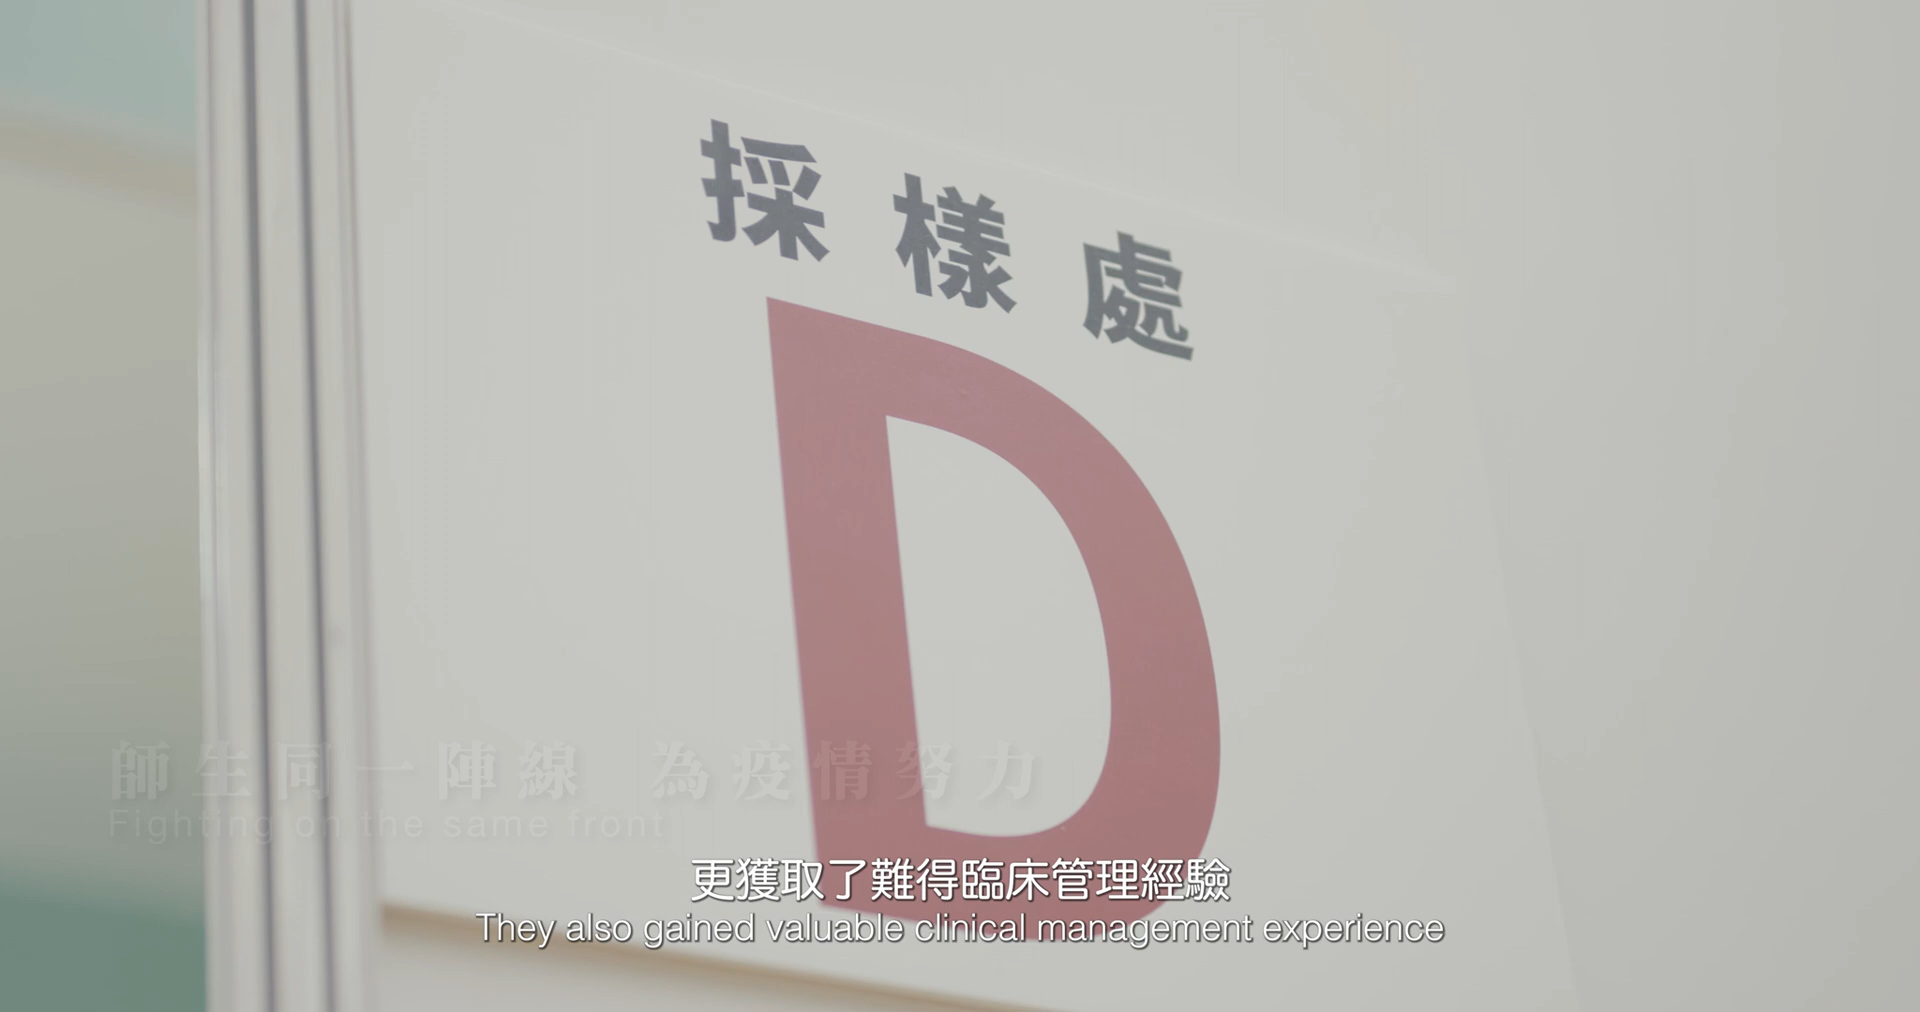 採樣處
D
師生同一陣線 為疫情努力
Fighting on the same front
更獲取了難得臨床管理經驗
They also gained valuable clinical management experience